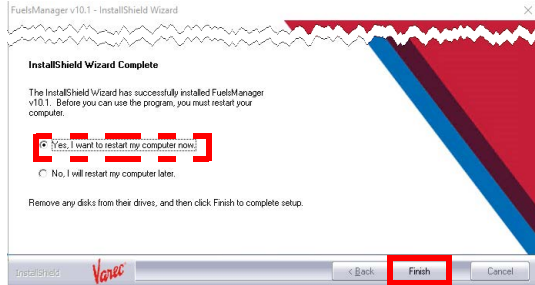 FuelsManager v10.1 - InstallShield Wizard
InstallShield Wizard Complete
The InstallShield Wizard has successfully installed FuelsManager
v10.1. Before you can use the program, you must restart your
computer.
Yes, I want to restart my computer now.
No, I will restart my computer later.
Remove any disks from their drives, and then click Finish to complete setup.
InstallShield
Varec
< Back
Finish
Cancel